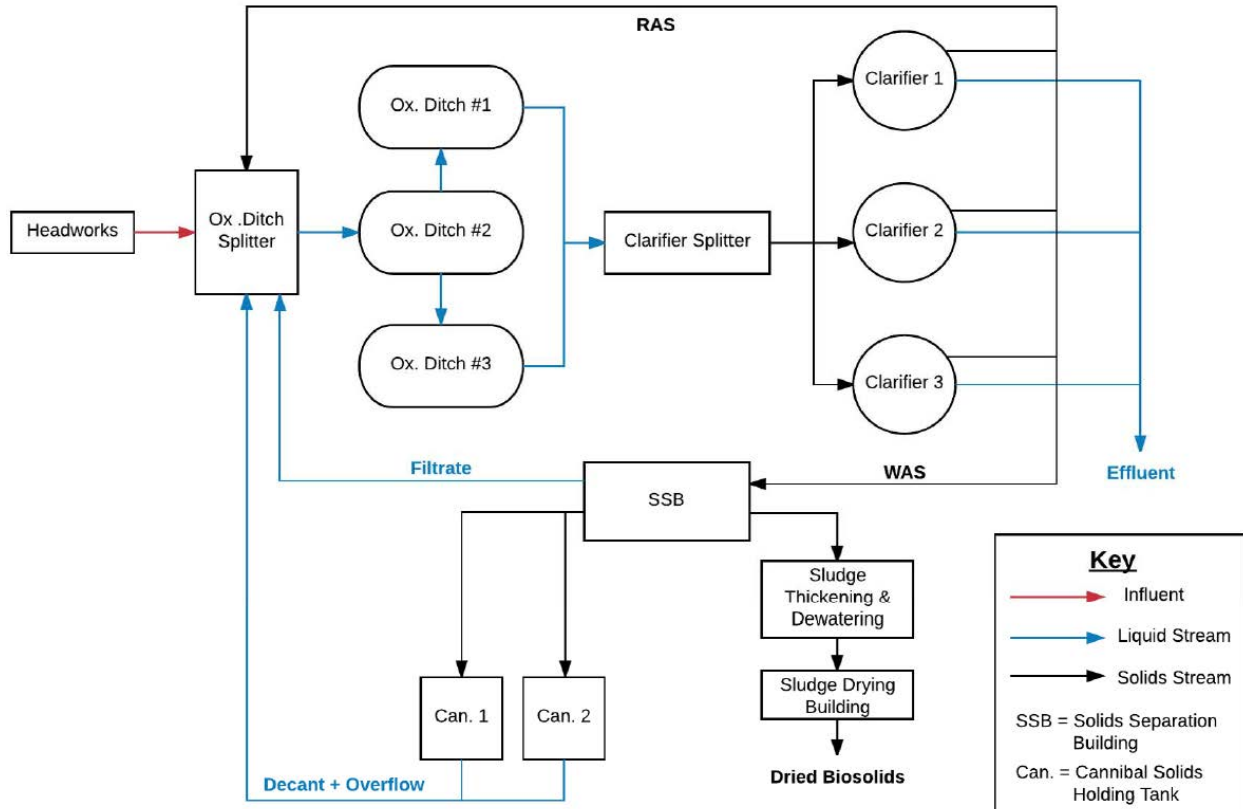 RAS
Clarifier 1
Ox. Ditch #1
Headworks
Ox .Ditch
Splitter
Ox. Ditch #2
Clarifier Splitter
Clarifier 2
Ox. Ditch #3
Clarifier 3
Filtrate
WAS
Effluent
SSB
Sludge
Thickening &
Dewatering
Sludge Drying
Building
Can. 1
Can. 2
Decant + Overflow
Dried Biosolids
Key
Influent
Liquid Stream
Solids Stream
SSB = Solids Separation
Building
Can. = Cannibal Solids
Holding Tank